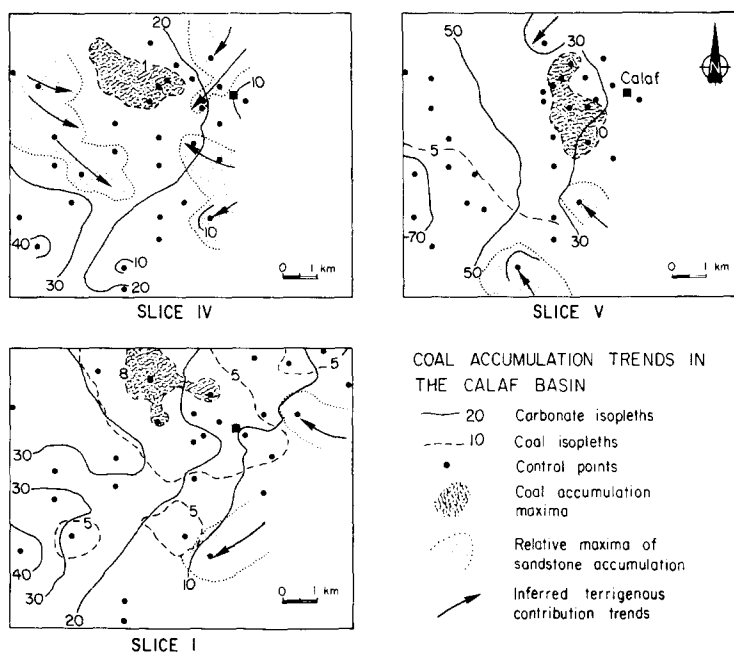 20
1
10
40
30
10
20
0 1 km
SLICE IV
50
30
N
Calaf
10
5
70
50
30
0 1 km
SLICE V
8
5
5
30
30
5
5
40
30
20
10
0 1 km
SLICE I
COAL ACCUMULATION TRENDS IN
THE CALAF BASIN
20 Carbonate isopleths
10 Coal isopleths
Control points
Coal accumulation
maxima
Relative maxima of
sandstone accumulation
Inferred terrigenous
contribution trends